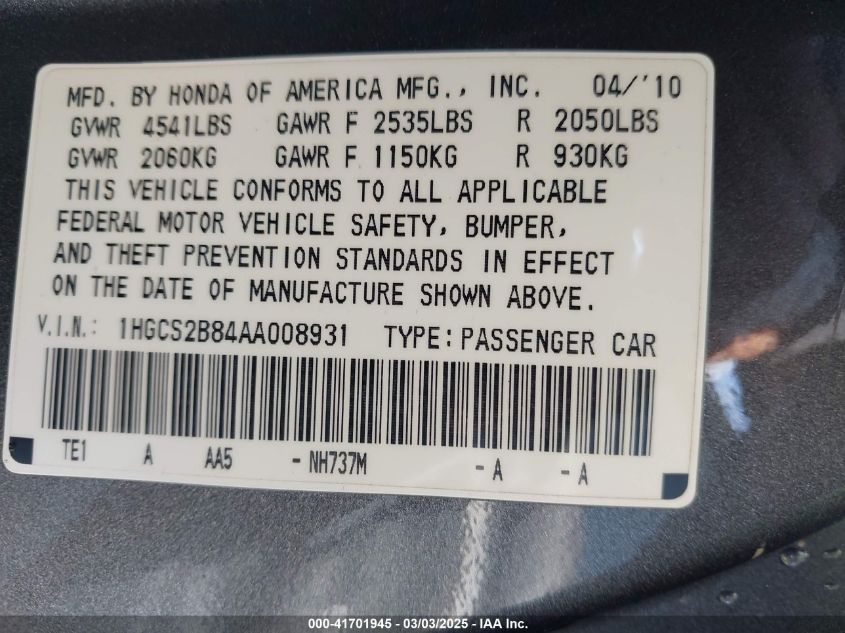 MFD. BY HONDA OF AMERICA MFG., INC. 04/'10
GVWR 4541LBS GAWR F 2535LBS R 2050LBS
GVWR 2060KG GAWR F 1150KG R 930KG
THIS VEHICLE CONFORMS TO ALL APPLICABLE
FEDERAL MOTOR VEHICLE SAFETY, BUMPER,
AND THEFT PREVENTION STANDARDS IN EFFECT
ON THE DATE OF MANUFACTURE SHOWN ABOVE.
V.I.N.: 1HGCS2B84AA008931 TYPE: PASSENGER CAR
TE1 A AA5 - NH737M - A - A
000-41701945 - 03/03/2025 - IAA Inc.